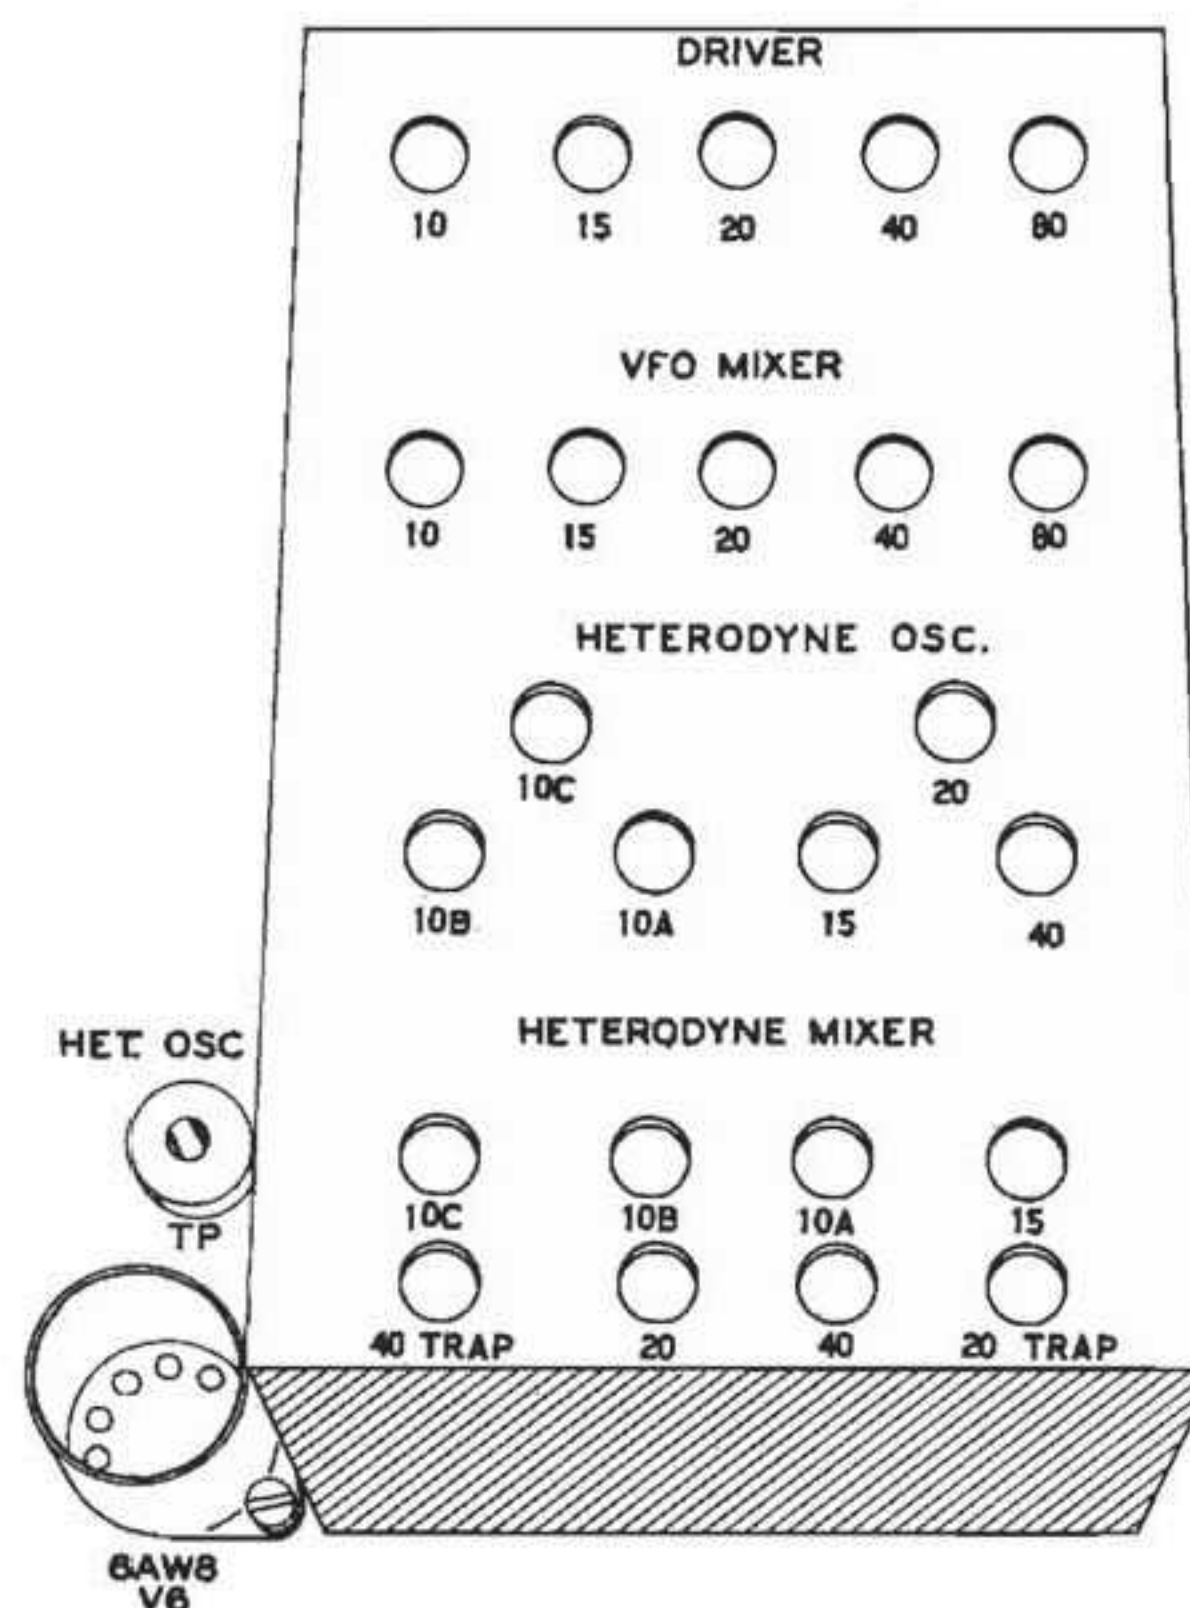 DRIVER
10 15 20 40 80
VFO MIXER
10 15 20 40 80
HETERODYNE OSC.
10C 20
10B 10A 15 40
HET. OSC
HETERODYNE MIXER
10C 10B 10A 15
TP
40 TRAP 20 40 20 TRAP
6AW8
V6